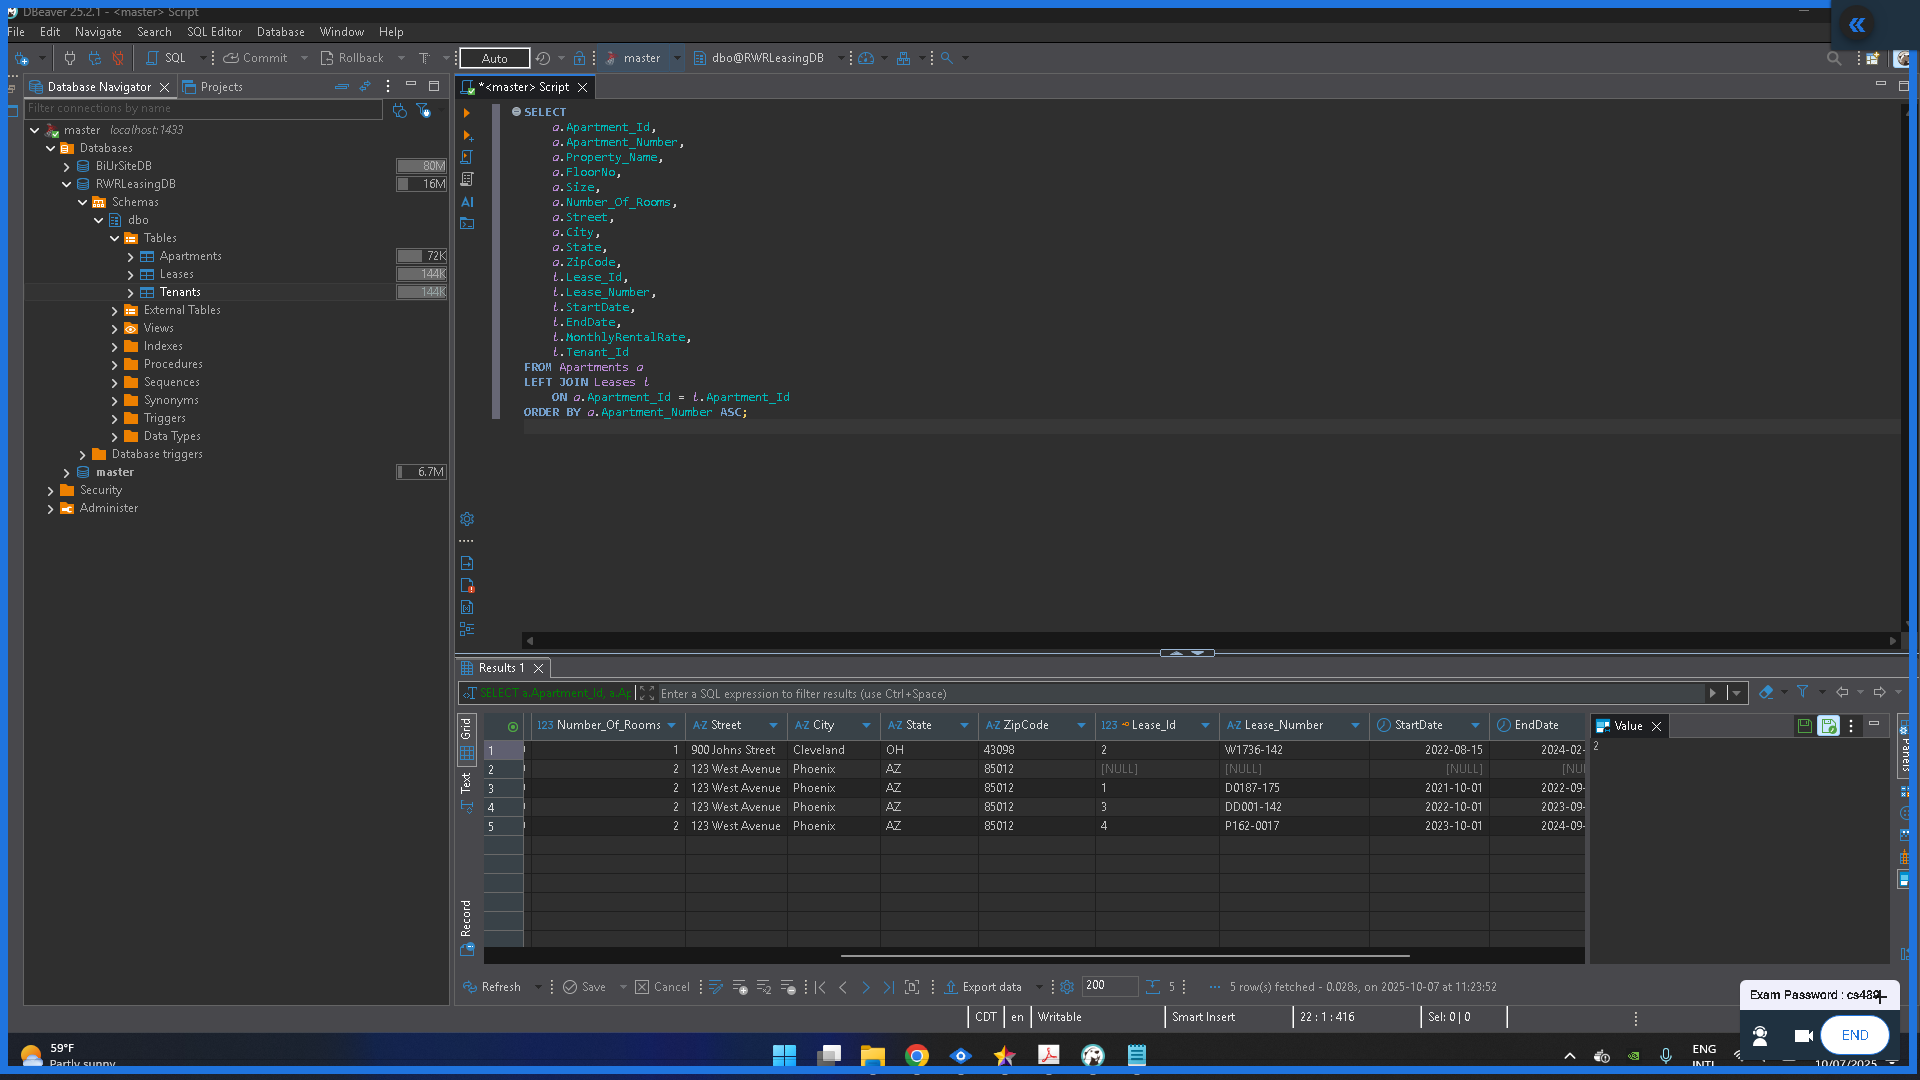 DBeaver 25.2.1 - <master> Script
File Edit Navigate Search SQL Editor Database Window Help
SQL Commit Rollback Auto master dbo@RWRLeasingDB
Database Navigator Projects
Filter connections by name
master localhost:1433
Databases
BiUrSiteDB 80M
RWRLeasingDB 16M
Schemas
dbo
Tables
Apartments 72K
Leases 144K
Tenants 144K
External Tables
Views
Indexes
Procedures
Sequences
Synonyms
Triggers
Data Types
Database triggers
master 6.7M
Security
Administer
*<master> Script
SELECT
a.Apartment_Id,
a.Apartment_Number,
a.Property_Name,
a.FloorNo,
a.Size,
a.Number_Of_Rooms,
a.Street,
a.City,
a.State,
a.ZipCode,
l.Lease_Id,
l.Lease_Number,
l.StartDate,
l.EndDate,
l.MonthlyRentalRate,
l.Tenant_Id
FROM Apartments a
LEFT JOIN Leases l
ON a.Apartment_Id = l.Apartment_Id
ORDER BY a.Apartment_Number ASC;
AI
Results 1
SELECT a.Apartment_Id, a.Ap Enter a SQL expression to filter results (use Ctrl+Space)
Grid
Text
Record
123 Number_Of_Rooms A-Z Street A-Z City A-Z State A-Z ZipCode 123 Lease_Id A-Z Lease_Number StartDate EndDate
1 1 900 Johns Street Cleveland OH 43098 2 W1736-142 2022-08-15 2024-02-
2 2 123 West Avenue Phoenix AZ 85012 [NULL] [NULL] [NULL] [NU
3 2 123 West Avenue Phoenix AZ 85012 1 D0187-175 2021-10-01 2022-09-
4 2 123 West Avenue Phoenix AZ 85012 3 DD001-142 2022-10-01 2023-09-
5 2 123 West Avenue Phoenix AZ 85012 4 P162-0017 2023-10-01 2024-09-
Value
2
Panels
Refresh Save Cancel Export data 200 5 5 row(s) fetched - 0.028s, on 2025-10-07 at 11:23:52
CDT en Writable Smart Insert 22 : 1 : 416 Sel: 0 | 0
Exam Password : cs489
END
59°F
Partly sunny
ENG
INTL
10/07/2025